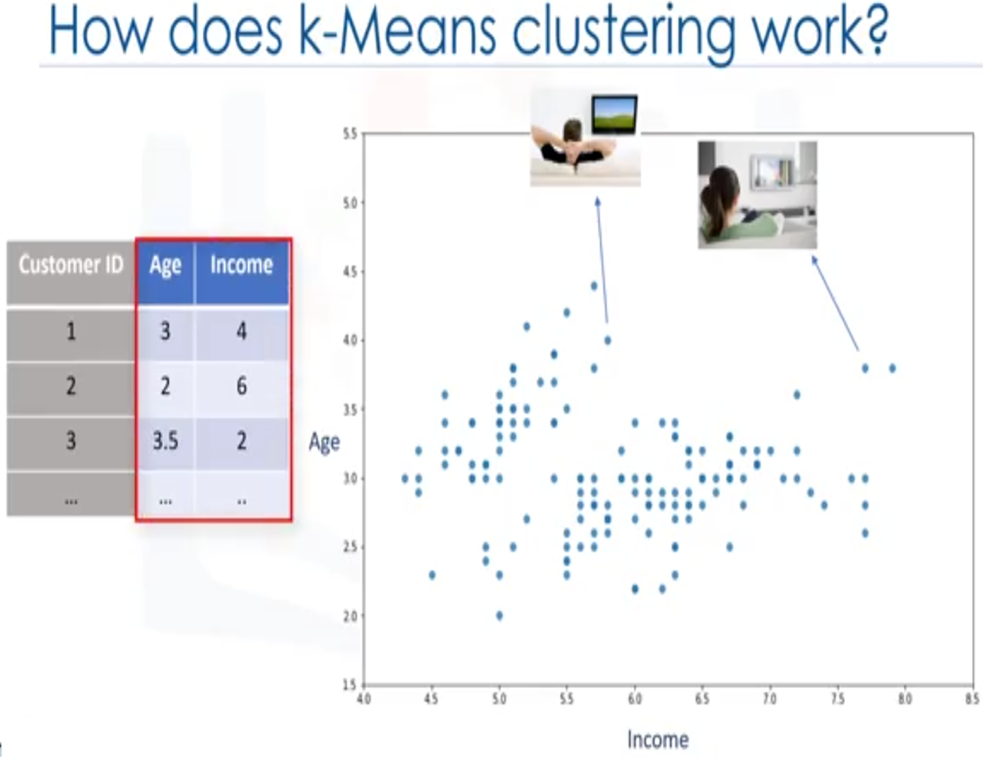 How does k-Means clustering work?
Customer ID Age Income
1 3 4
2 2 6
3 3.5 2
... ... ..
Age
5.5
5.0
4.5
4.0
3.5
3.0
2.5
2.0
1.5
4.0 4.5 5.0 5.5 6.0 6.5 7.0 7.5 8.0 8.5
Income